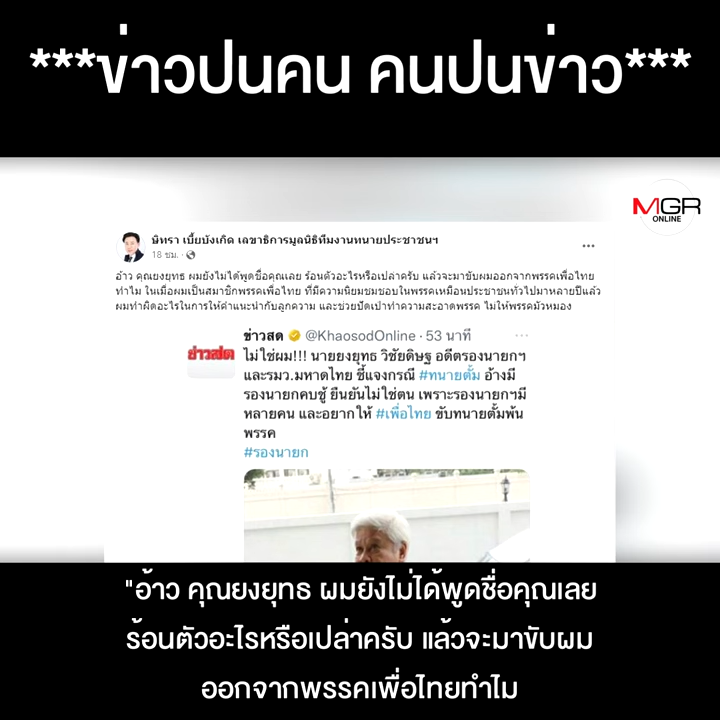 ***ข่าวปนคน คนปนข่าว***
MGR
ONLINE
ษิทรา เบี้ยบังเกิด เลขาธิการมูลนิธิทีมงานทนายประชาชนฯ
18 ชม.
อ้าว คุณยงยุทธ ผมยังไม่ได้พูดชื่อคุณเลย ร้อนตัวอะไรหรือเปล่าครับ แล้วจะมาขับผมออกจากพรรคเพื่อไทย
ทำไม ในเมื่อผมเป็นสมาชิกพรรคเพื่อไทย ที่มีความนิยมชมชอบในพรรคเหมือนประชาชนทั่วไปมาหลายปีแล้ว
ผมทำผิดอะไรในการให้คำแนะนำกับลูกความ และช่วยปัดเป่าทำความสะอาดพรรค ไม่ให้พรรคมัวหมอง
ข่าวสด @KhaosodOnline · 53 นาที
ข่าวสด
ไม่ใช่ผม!!! นายยงยุทธ วิชัยดิษฐ อดีตรองนายกฯ
และรมว.มหาดไทย ชี้แจงกรณี #ทนายตั้ม อ้างมี
รองนายกคบชู้ ยืนยันไม่ใช่ตน เพราะรองนายกฯมี
หลายคน และอยากให้ #เพื่อไทย ขับทนายตั้มพ้น
พรรค
#รองนายก
"อ้าว คุณยงยุทธ ผมยังไม่ได้พูดชื่อคุณเลย
ร้อนตัวอะไรหรือเปล่าครับ แล้วจะมาขับผม
ออกจากพรรคเพื่อไทยทำไม